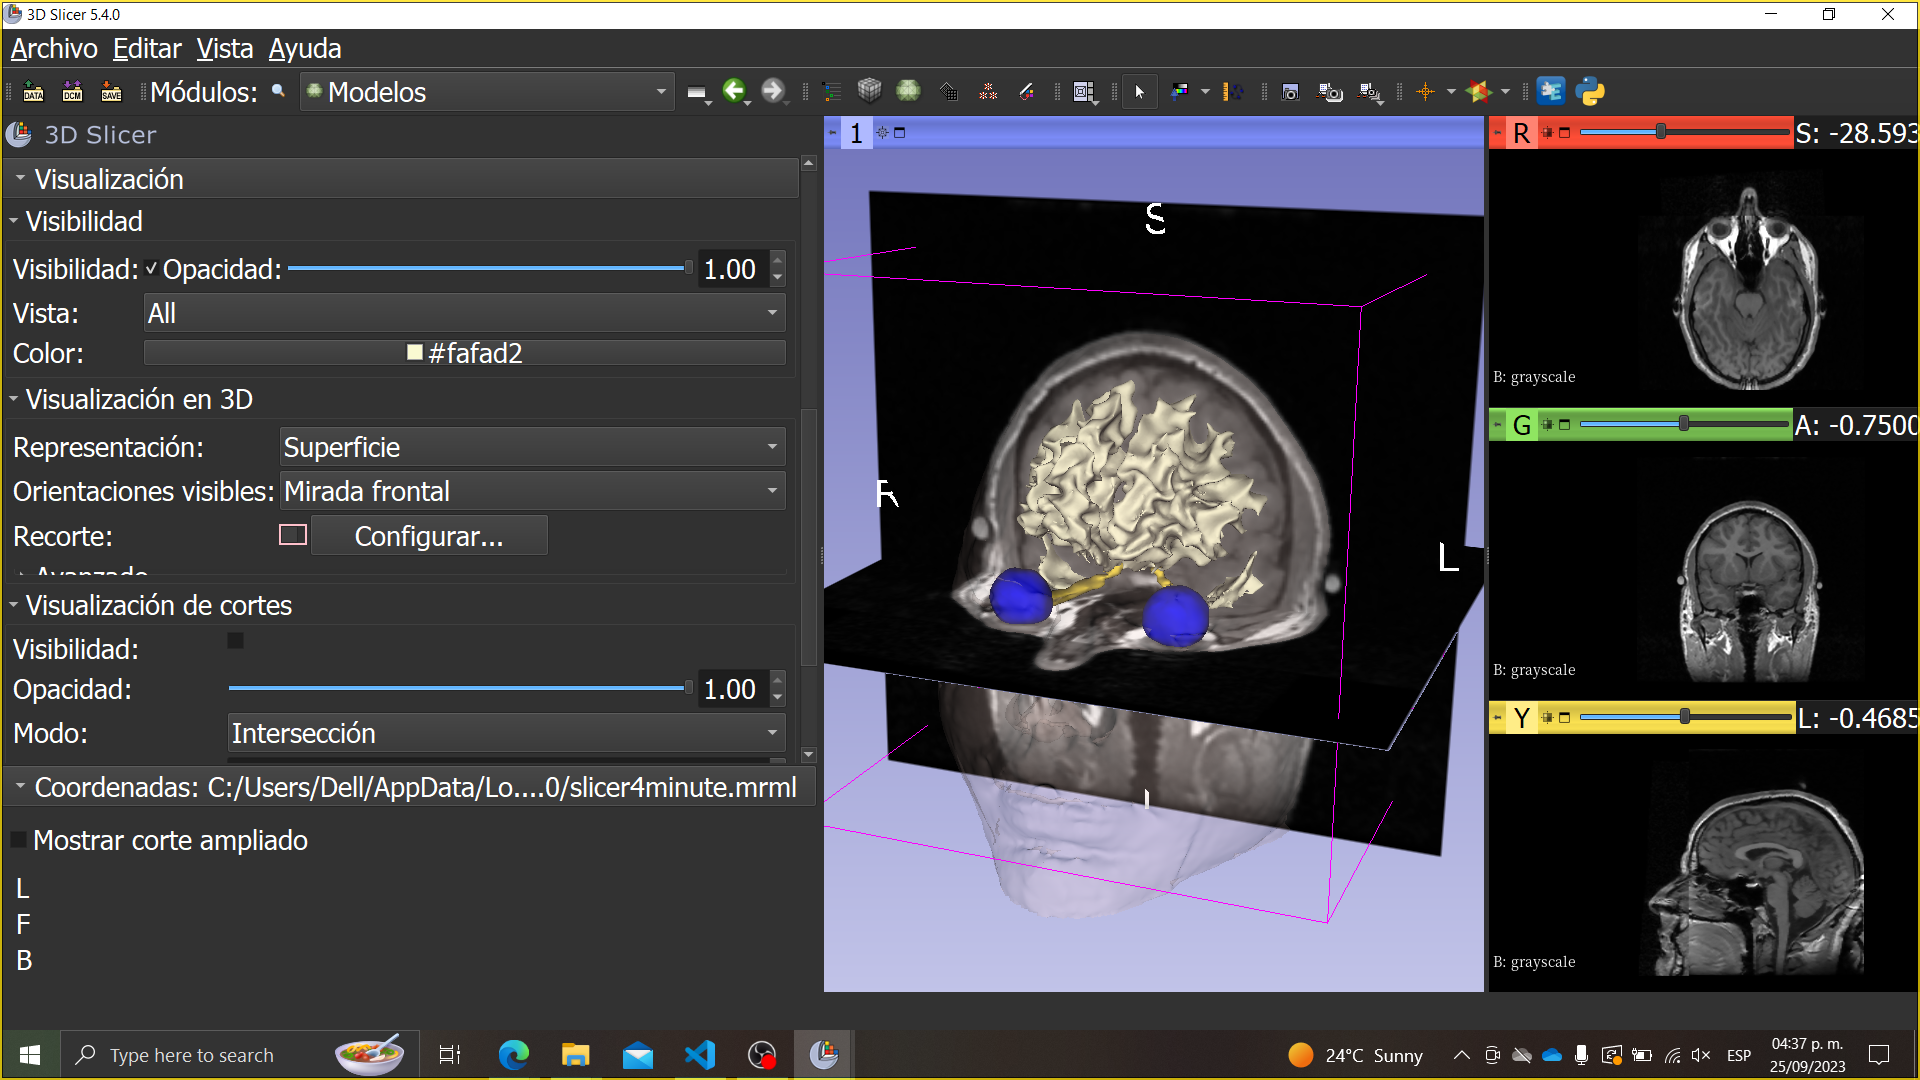 3D Slicer 5.4.0
Archivo Editar Vista Ayuda
DATA DCM SAVE Módulos: Modelos
3D Slicer
Visualización
Visibilidad
Visibilidad: Opacidad: 1.00
Vista: All
Color: #fafad2
Visualización en 3D
Representación: Superficie
Orientaciones visibles: Mirada frontal
Recorte: Configurar...
Avanzado
Visualización de cortes
Visibilidad:
Opacidad: 1.00
Modo: Intersección
Coordenadas: C:/Users/Dell/AppData/Lo....0/slicer4minute.mrml
Mostrar corte ampliado
L
F
B
1
S
R
L
I
R S: -28.593
B: grayscale
G A: -0.7500
B: grayscale
Y L: -0.4685
B: grayscale
Type here to search
24°C Sunny
ESP
04:37 p. m.
25/09/2023